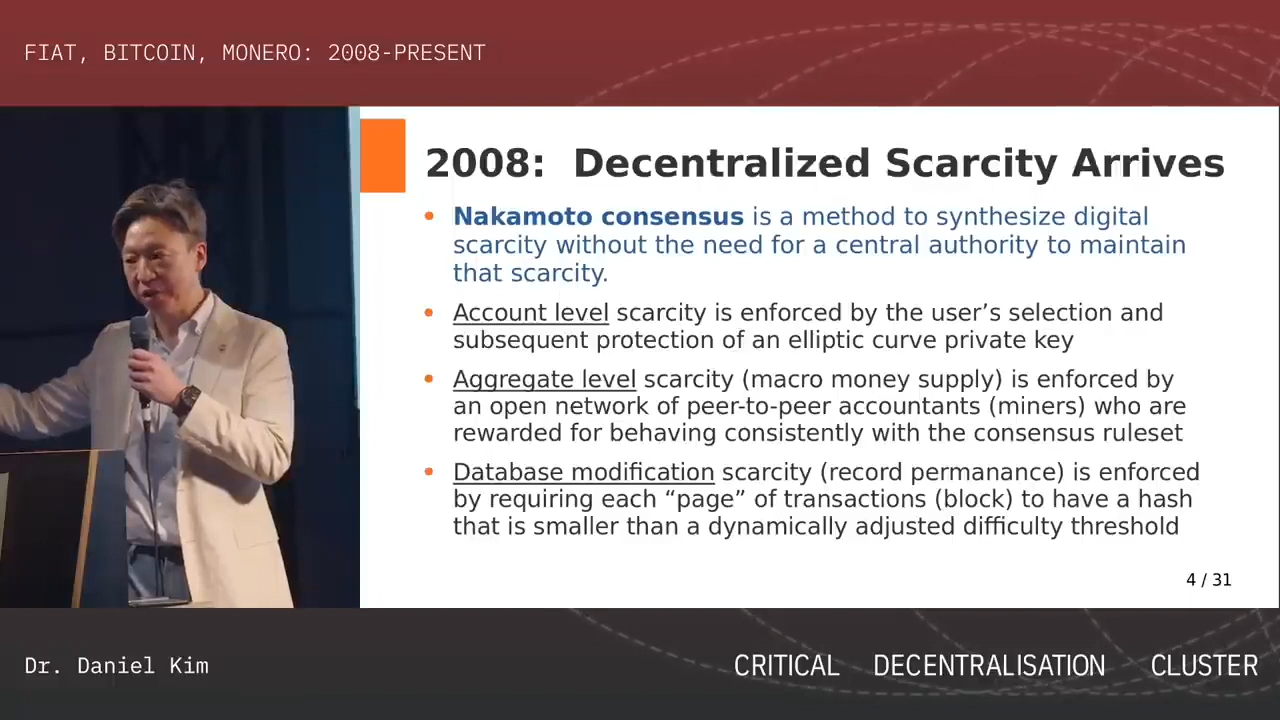 FIAT, BITCOIN, MONERO: 2008-PRESENT
2008: Decentralized Scarcity Arrives
• Nakamoto consensus is a method to synthesize digital
scarcity without the need for a central authority to maintain
that scarcity.
• Account level scarcity is enforced by the user’s selection and
subsequent protection of an elliptic curve private key
• Aggregate level scarcity (macro money supply) is enforced by
an open network of peer-to-peer accountants (miners) who are
rewarded for behaving consistently with the consensus ruleset
• Database modification scarcity (record permanance) is enforced
by requiring each “page” of transactions (block) to have a hash
that is smaller than a dynamically adjusted difficulty threshold
4 / 31
Dr. Daniel Kim
CRITICAL DECENTRALISATION CLUSTER